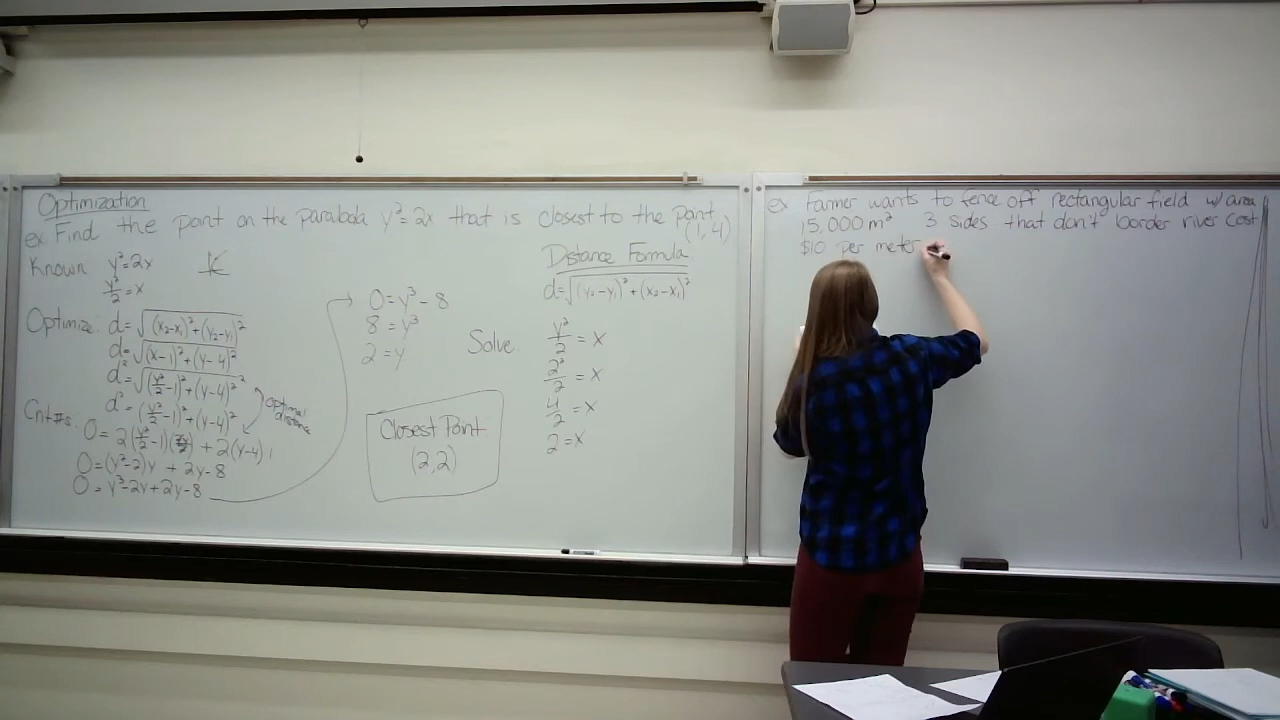 Optimization
ex Find the point on the parabola y²=2x that is closest to the point
(1,4)
Known y²=2x
y²/2 = x
Optimize: d=√((x₂-x₁)²+(y₂-y₁)²)
d=√((x-1)²+(y-4)²)
d=√((y²/2-1)²+(y-4)²)
d²=(y²/2-1)²+(y-4)²
Optimal
distance
Crit#s: 0=2(y²/2-1)+2(y-4)1
0=(y²-2)y+2y-8
0=y³-2y+2y-8
0=y³-8
8=y³
2=y
Closest Point
(2,2)
Distance Formula
d=√((y₂-y₁)²+(x₂-x₁)²)
Solve: y²/2 = x
2²/2 = x
4/2 = x
2=x
ex Farmer wants to fence off rectangular field w/ area
15,000 m² 3 sides that don't border river cost
$10 per meter